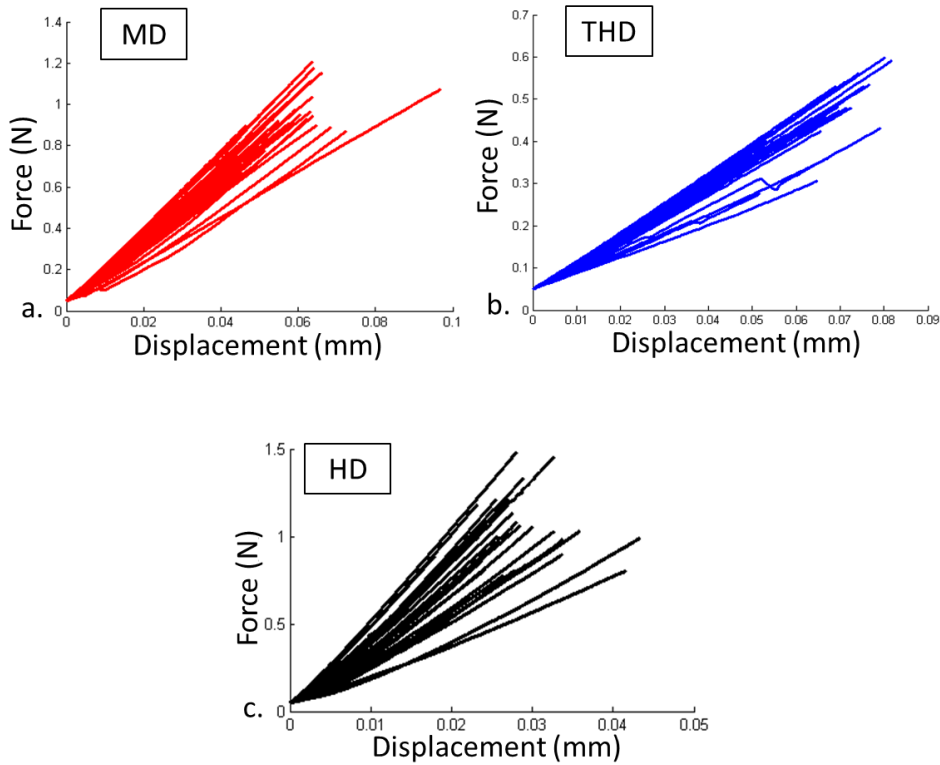 MD
1.4
1.2
1
0.8
0.6
0.4
0.2
0
Force (N)
a.
0 0.02 0.04 0.06 0.08 0.1
Displacement (mm)
THD
0.7
0.6
0.5
0.4
0.3
0.2
0.1
0
Force (N)
b.
0 0.01 0.02 0.03 0.04 0.05 0.06 0.07 0.08 0.09
Displacement (mm)
HD
1.5
1
0.5
0
Force (N)
c.
0 0.01 0.02 0.03 0.04 0.05
Displacement (mm)